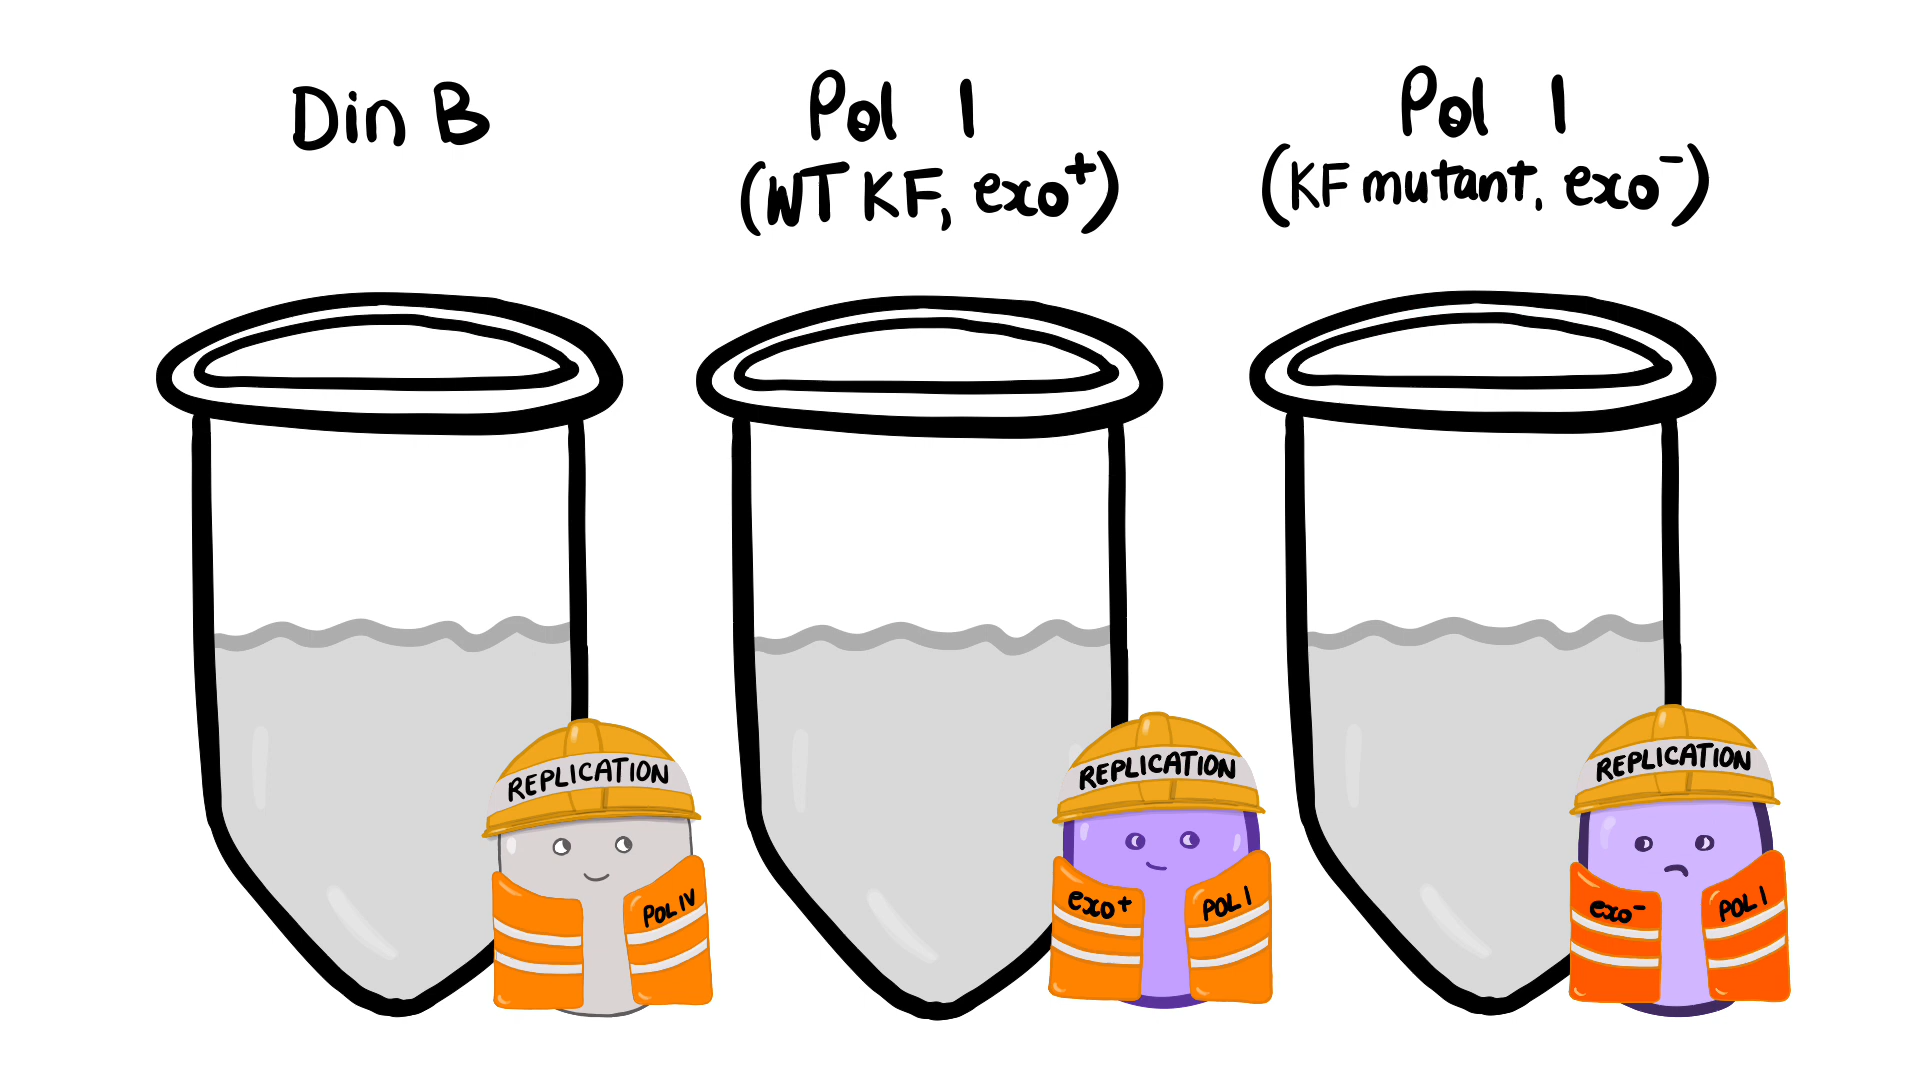 Din B
Pol I
(WT KF, exo⁺)
Pol I
(KF mutant, exo⁻)
REPLICATION
POL IV
REPLICATION
exo⁺
POL I
REPLICATION
exo⁻
POL I